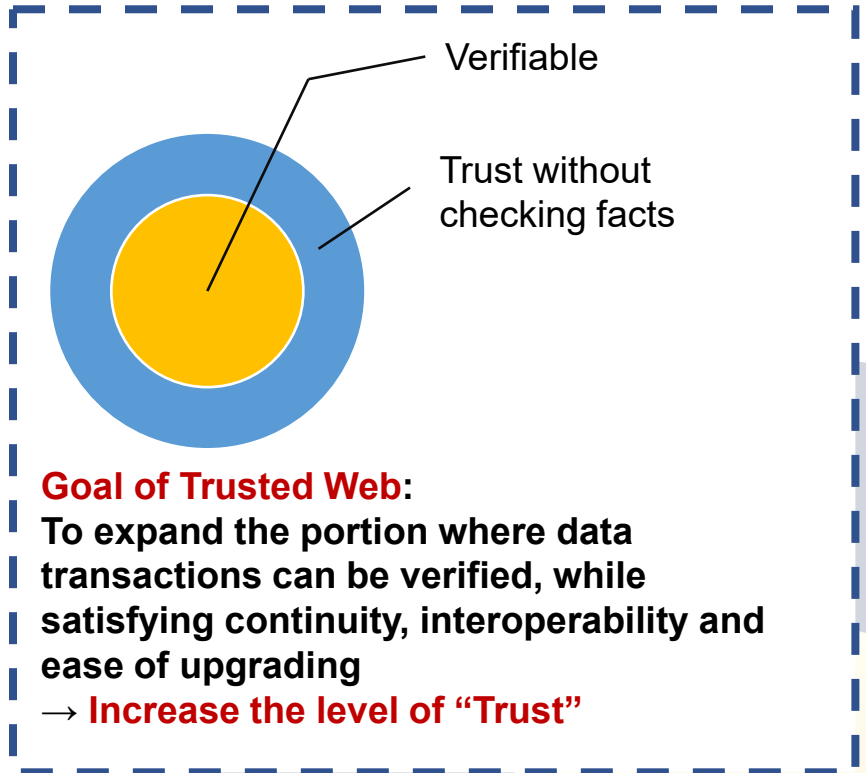 Verifiable
Trust without
checking facts
Goal of Trusted Web:
To expand the portion where data
transactions can be verified, while
satisfying continuity, interoperability and
ease of upgrading
→ Increase the level of “Trust”